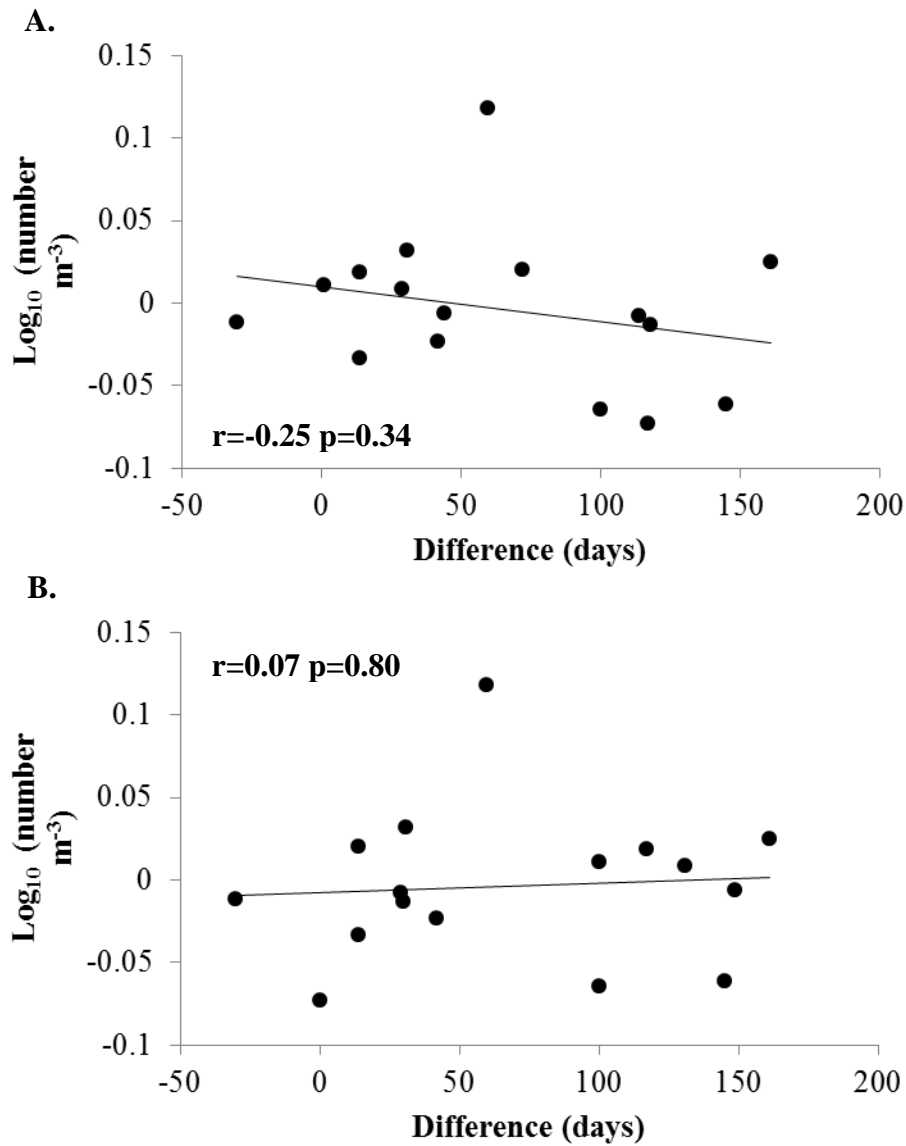 A.
0.15
0.1
0.05
0
-0.05
-0.1
Log₁₀ (number
m⁻³)
r=-0.25 p=0.34
-50 0 50 100 150 200
Difference (days)
B.
0.15
0.1
0.05
0
-0.05
-0.1
Log₁₀ (number
m⁻³)
r=0.07 p=0.80
-50 0 50 100 150 200
Difference (days)